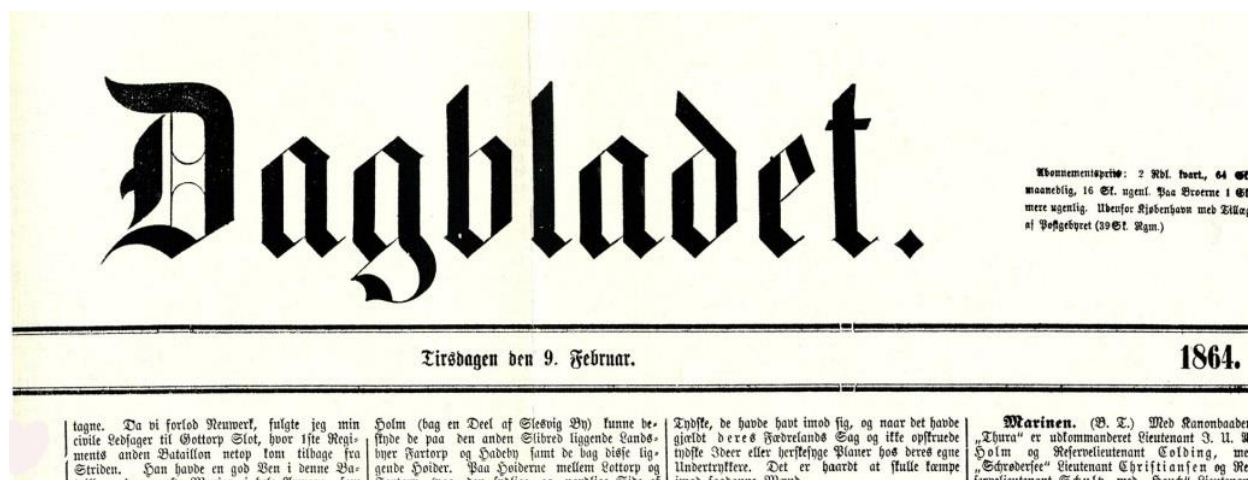 Dagbladet.
Abonnementspriis: 2 Rbl. kvart., 64
maanedlig, 16 Sk. ugenl. Paa Broerne 1
mere ugenlig. Udenfor Kjøbenhavn med
af Postgebyret (39 Sk. Rgm.)
Tirsdagen den 9. Februar.
1864.
tagne. Da vi forlod Neuwerk, fulgte jeg min
civile Ledsager til Gottorp Slot, hvor 1ste Regi-
ments anden Bataillon netop kom tilbage fra
Striden. Han havde en god Ven i denne Ba-
Holm (bag en Deel af Slesvig By) kunne be-
skyde de paa den anden Slibred liggende Lands-
byer Fartorp og Hadeby samt de bag disse lig-
gende Høider. Paa Høiderne mellem Lottorp og
Tydske, de havde havt imod sig, og naar det havde
gjældt deres Fædrelands Sag og ikke opskruede
tydske Ideer eller herskesyge Planer hos deres egne
Undertrykkere. Det er haardt at skulle kæmpe
Marinen. (B. T.) Med Kanonbaaden
„Thura“ er udkommanderet Lieutenant J. U.
Holm og Reservelieutenant Colding, med
„Schrødersee“ Lieutenant Christiansen og